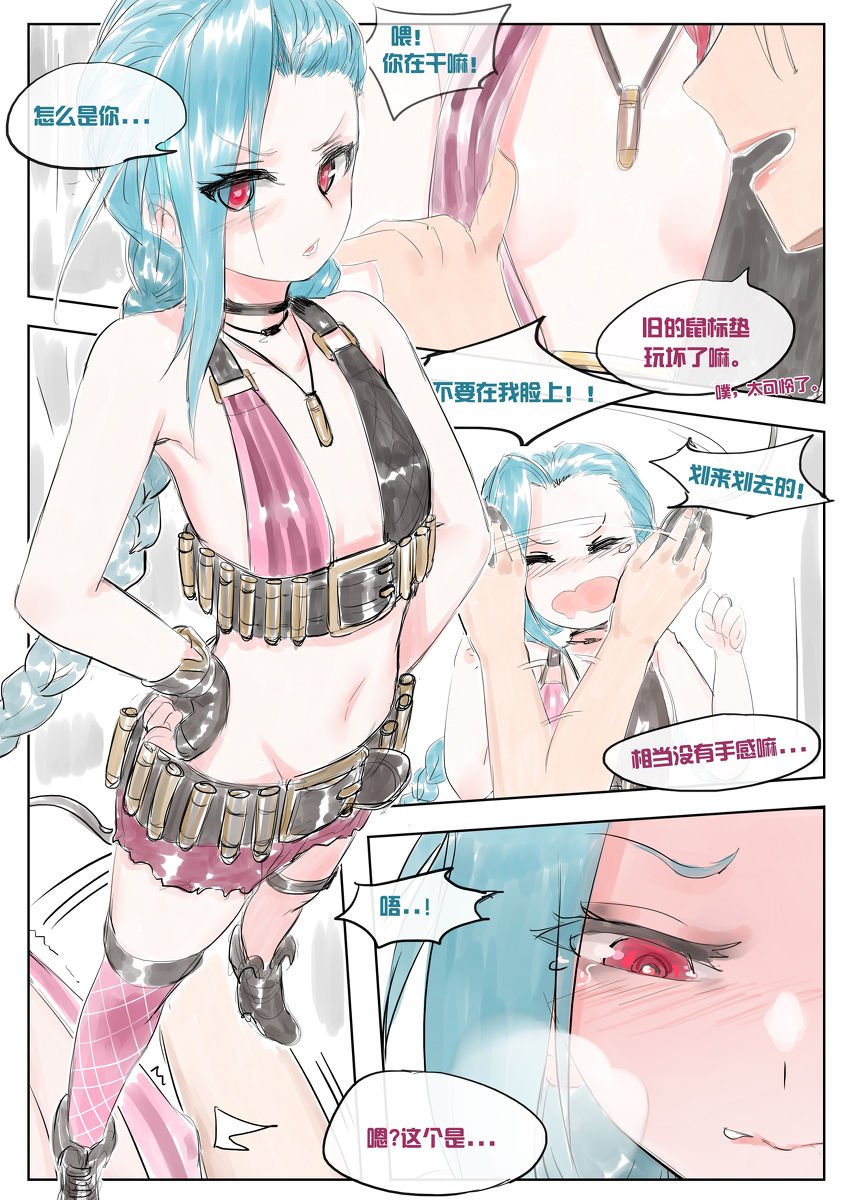 怎么是你...
喂!
你在干嘛!
旧的鼠标垫
玩坏了嘛。
噗，太可怜了。
不要在我脸上！！
划来划去的!
相当没有手感嘛...
唔..!
嗯?这个是...